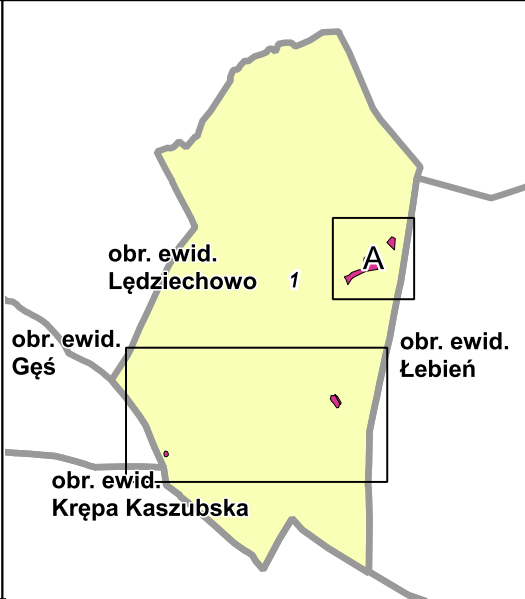 obr. ewid.
Lędziechowo
1
A
obr. ewid.
Gęś
obr. ewid.
Łebień
obr. ewid.
Krępa Kaszubska